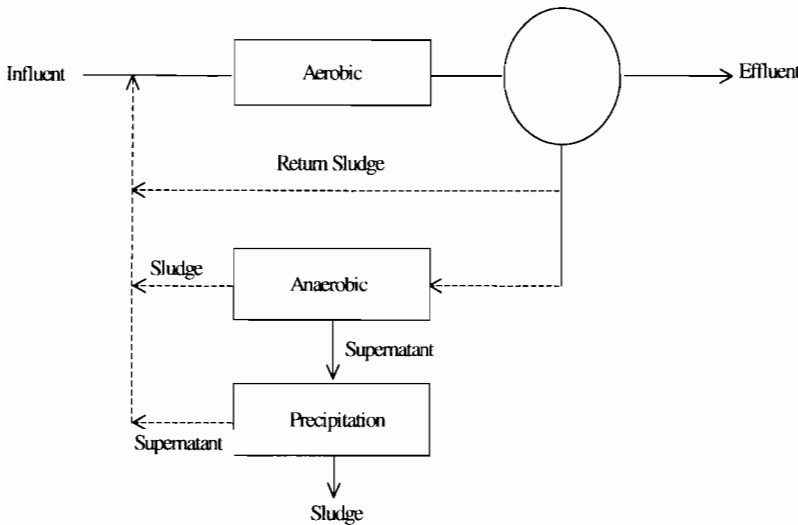 Influent
Aerobic
Effluent
Return Sludge
Sludge
Anaerobic
Supernatant
Precipitation
Supernatant
Sludge